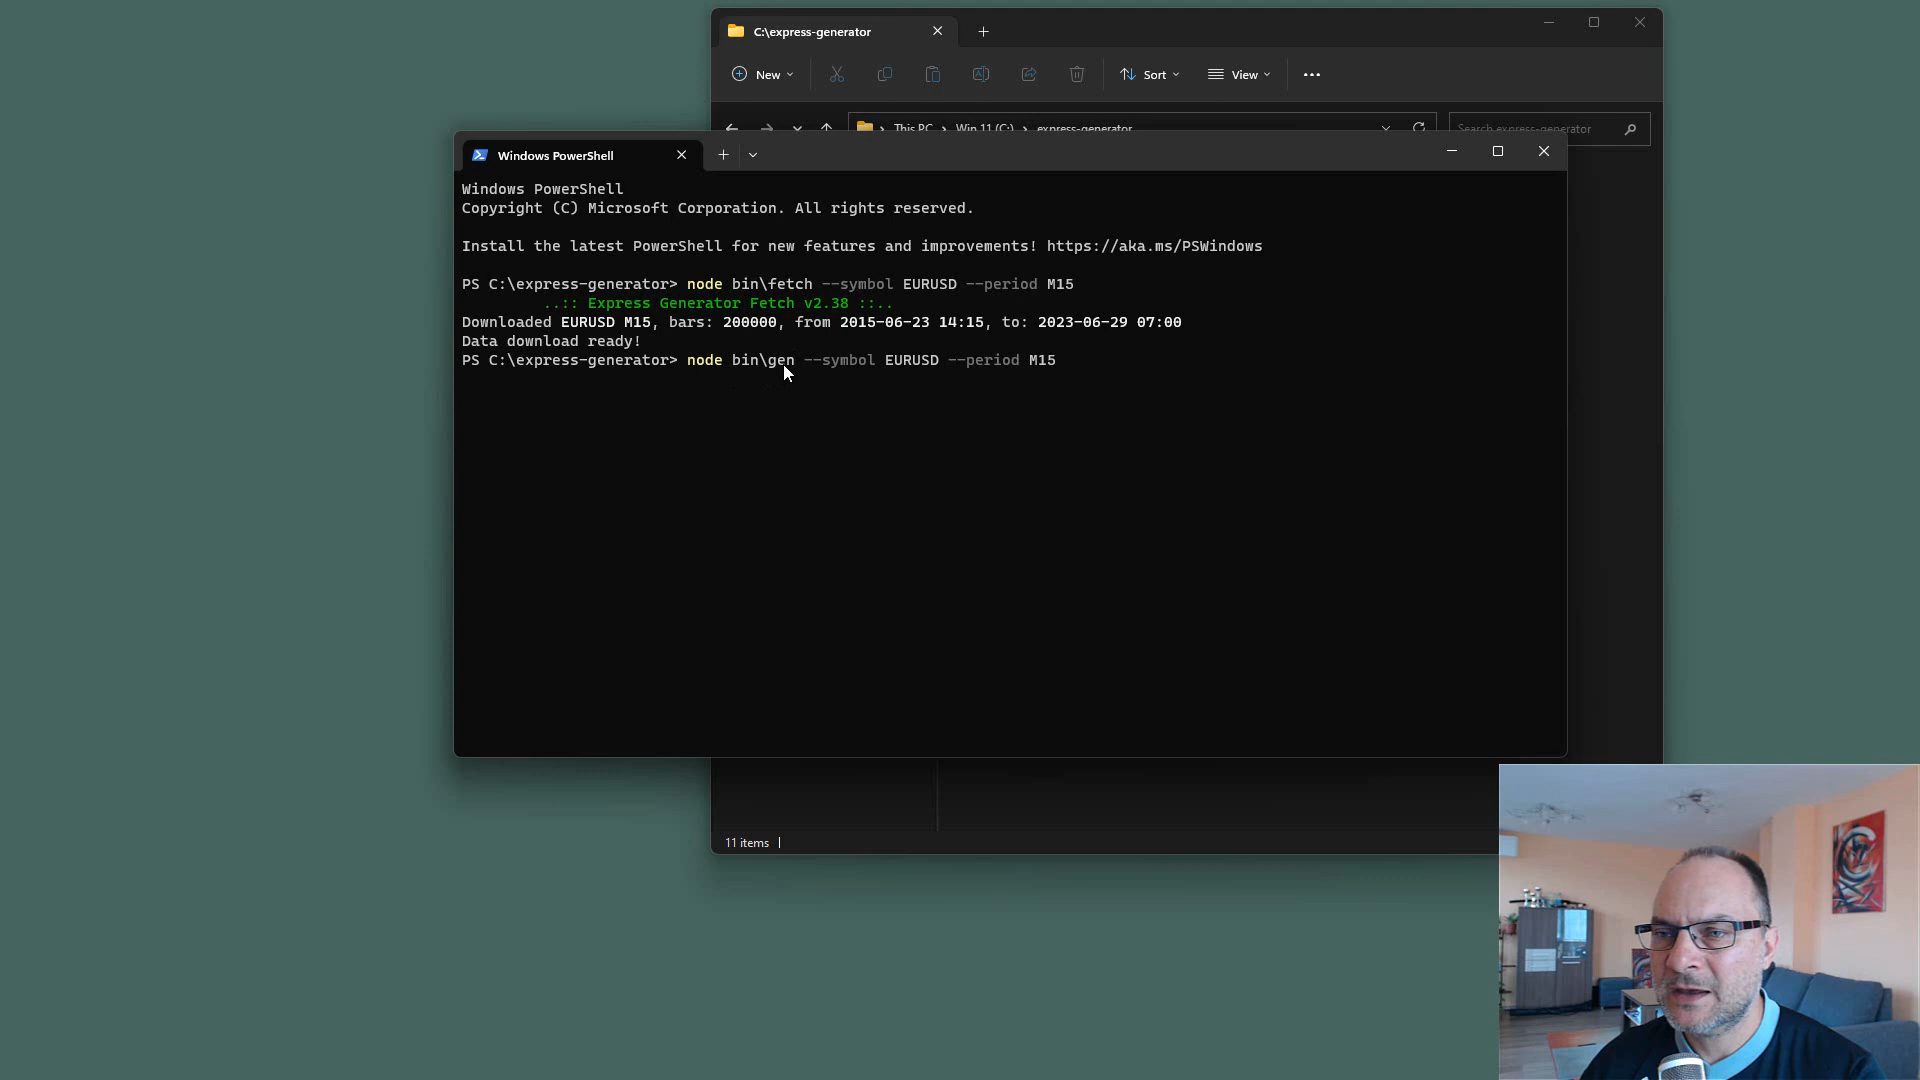 C:\express-generator
New
Sort
View
This PC
Win 11 (C:)
express-generator
Search express-generator
Windows PowerShell
Windows PowerShell
Copyright (C) Microsoft Corporation. All rights reserved.
Install the latest PowerShell for new features and improvements! https://aka.ms/PSWindows
PS C:\express-generator> node bin\fetch --symbol EURUSD --period M15
..:: Express Generator Fetch v2.38 ::..
Downloaded EURUSD M15, bars: 200000, from 2015-06-23 14:15, to: 2023-06-29 07:00
Data download ready!
PS C:\express-generator> node bin\gen --symbol EURUSD --period M15
11 items